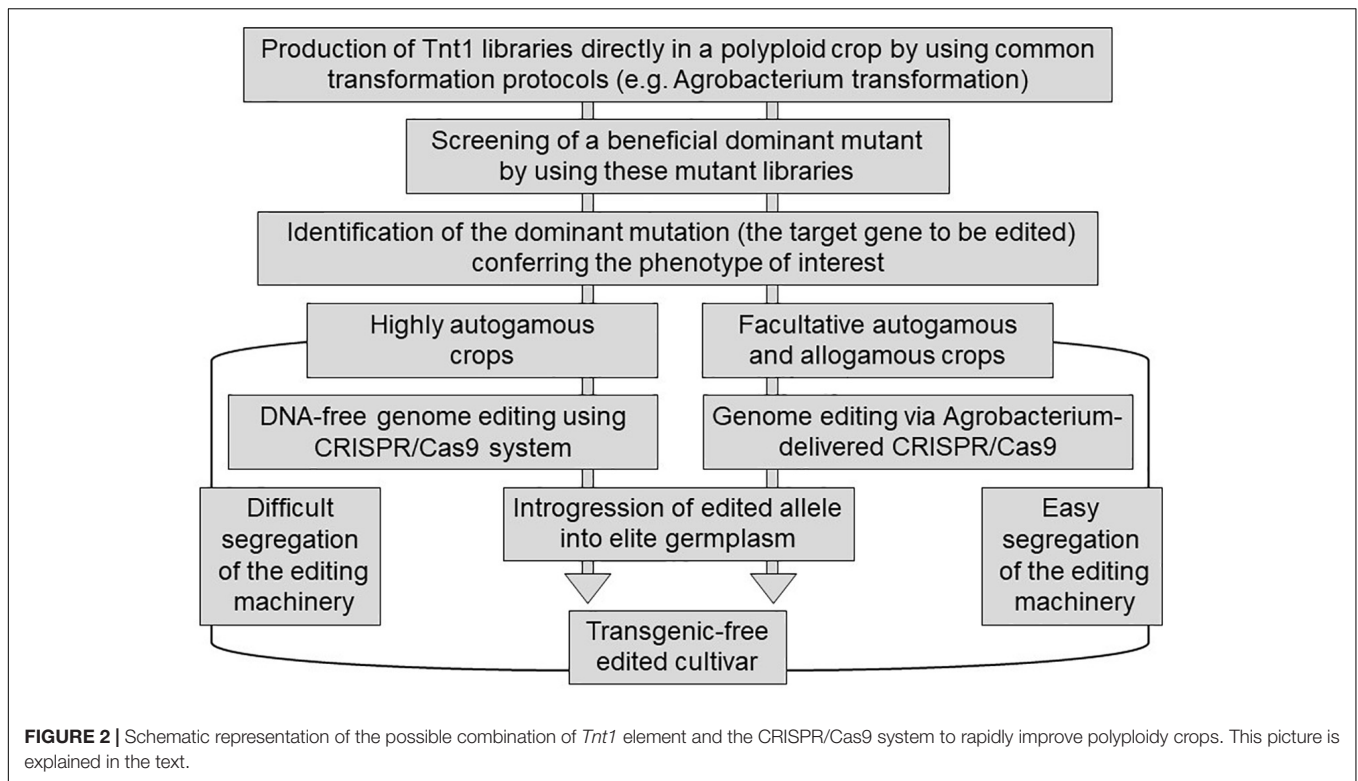 Production of Tnt1 libraries directly in a polyploid crop by using common
transformation protocols (e.g. Agrobacterium transformation)
Screening of a beneficial dominant mutant
by using these mutant libraries
Identification of the dominant mutation (the target gene to be edited)
conferring the phenotype of interest
Highly autogamous
crops
Facultative autogamous
and allogamous crops
DNA-free genome editing using
CRISPR/Cas9 system
Genome editing via Agrobacterium-
delivered CRISPR/Cas9
Difficult
segregation
of the editing
machinery
Introgression of edited allele
into elite germplasm
Easy
segregation
of the editing
machinery
Transgenic-free
edited cultivar
FIGURE 2 | Schematic representation of the possible combination of Tnt1 element and the CRISPR/Cas9 system to rapidly improve polyploidy crops. This picture is
explained in the text.